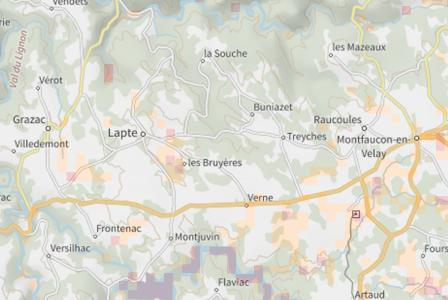 Vendets
Val du Lignon
la Souche
les Mazeaux
Vérot
Buniazet
Grazac
Lapte
Treyches
Raucoules
Montfaucon-en-
Velay
Villedemont
les Bruyères
Verne
Frontenac
Montjuvin
Versilhac
Flaviac
Artaud